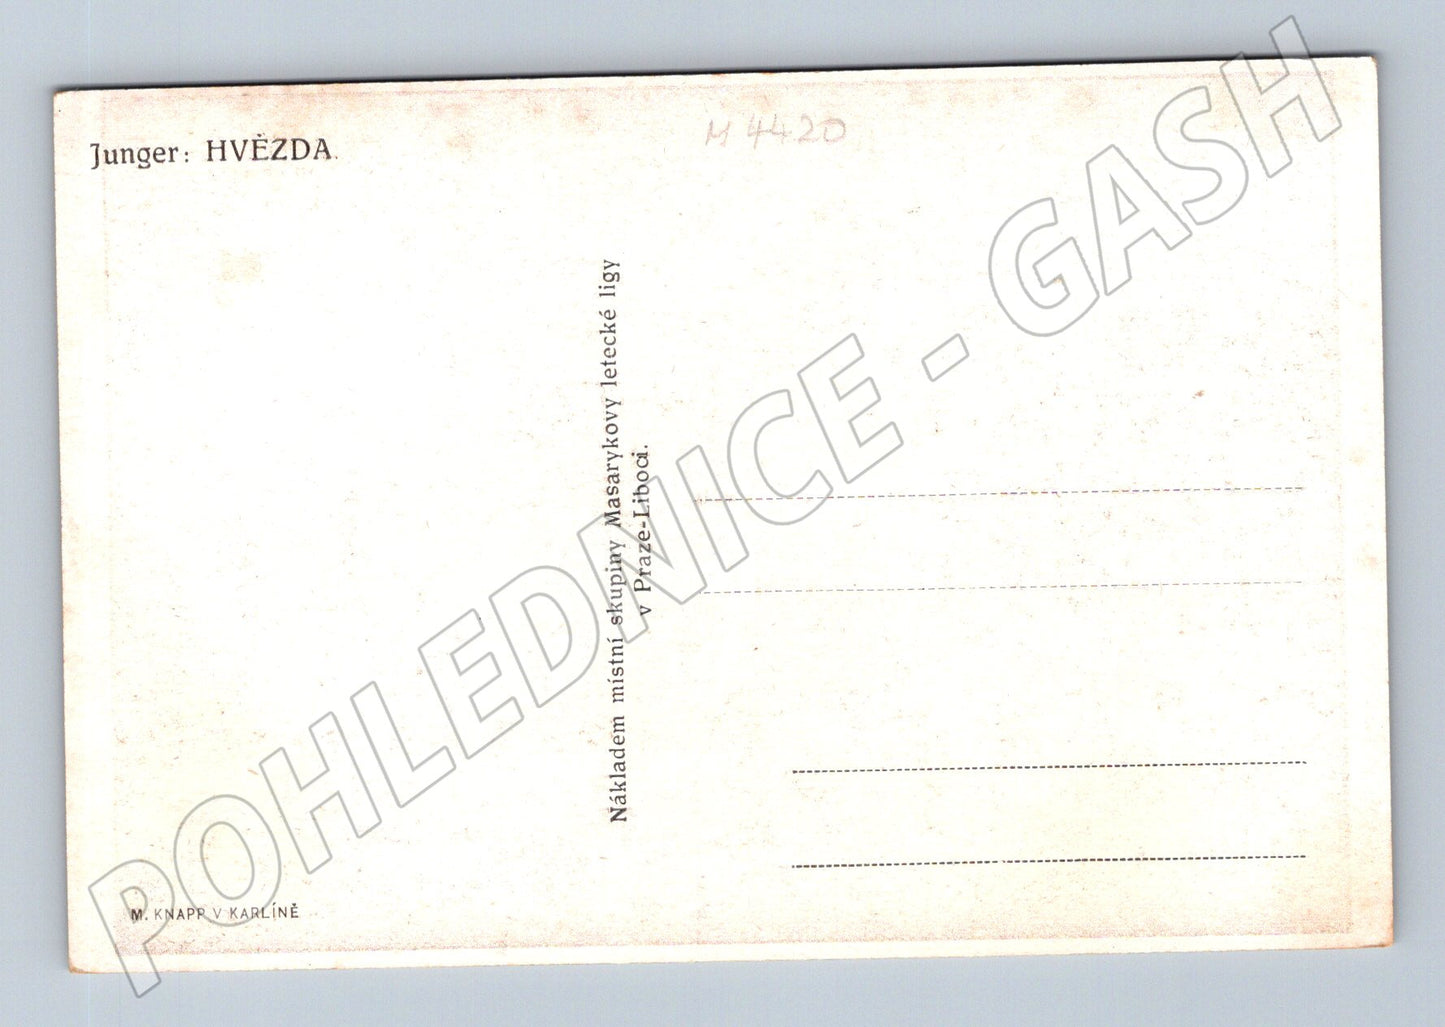 Junger: HVĚZDA.
M 4420
Nákladem místní skupiny Masarykovy letecké ligy
v Praze-Liboci.
M. KNAPP V KARLÍNĚ
POHLEDNICE - GASH